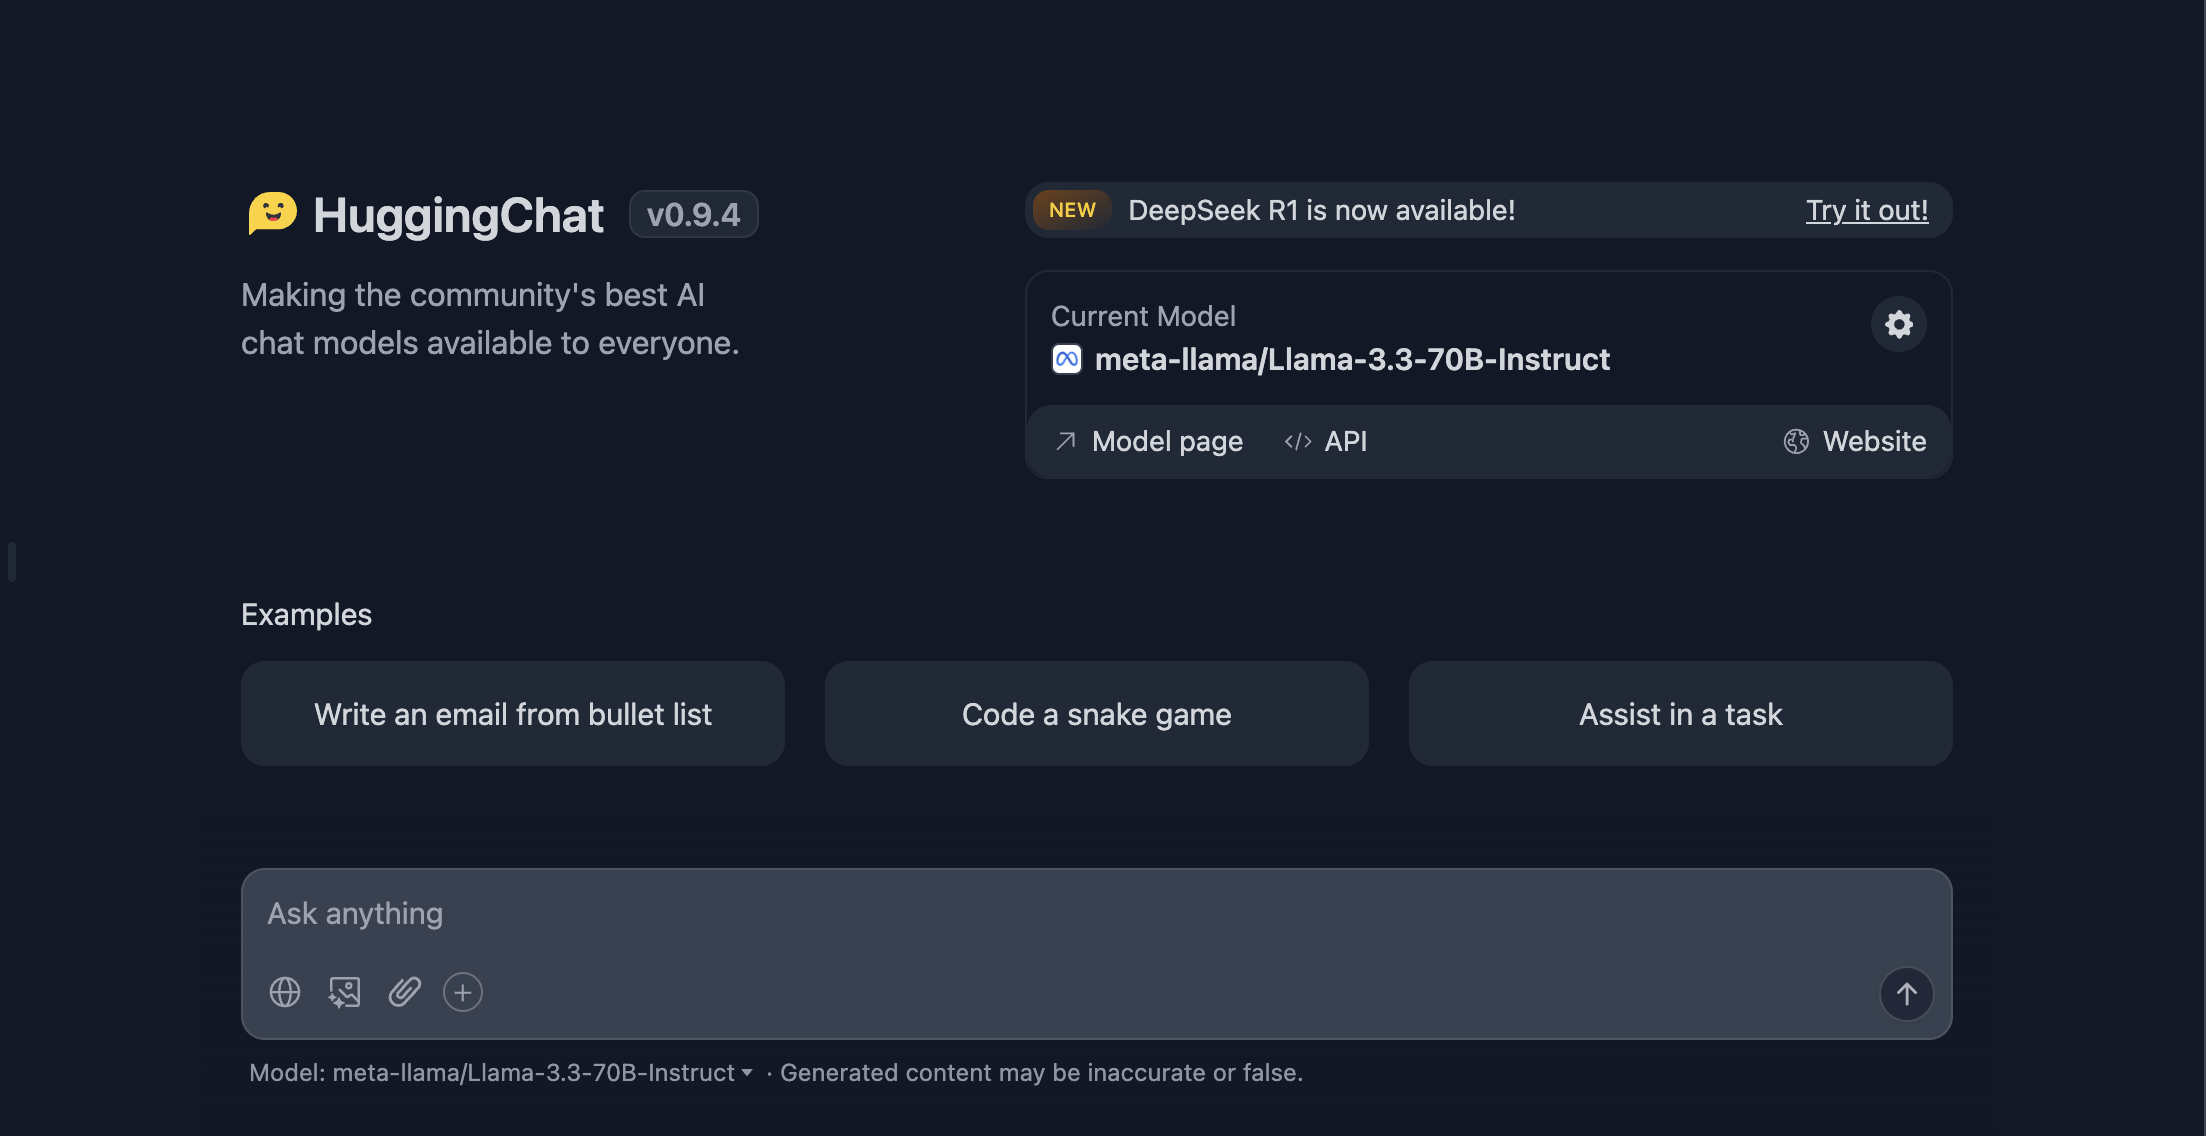 HuggingChat v0.9.4
Making the community's best AI
chat models available to everyone.
NEW DeepSeek R1 is now available! Try it out!
Current Model
meta-llama/Llama-3.3-70B-Instruct
Model page </> API Website
Examples
Write an email from bullet list
Code a snake game
Assist in a task
Ask anything
Model: meta-llama/Llama-3.3-70B-Instruct · Generated content may be inaccurate or false.